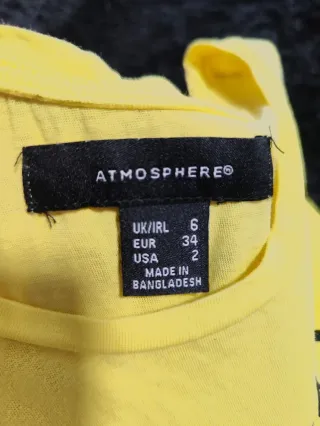 ATMOSPHERE®
UK/IRL 6
EUR 34
USA 2
MADE IN
BANGLADESH